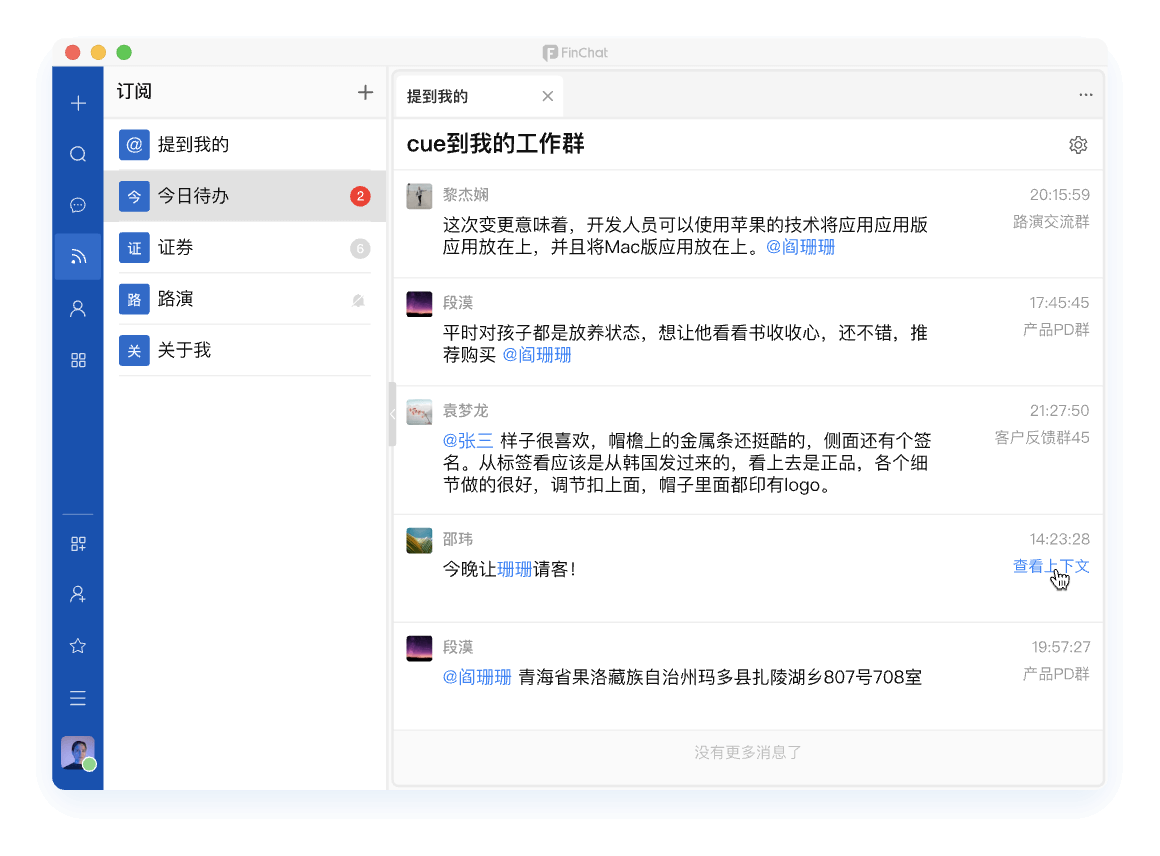 FinChat
订阅
@ 提到我的
今 今日待办 2
证 证券 6
路 路演
关 关于我
提到我的
cue到我的工作群
黎杰娴 20:15:59
路演交流群
这次变更意味着，开发人员可以使用苹果的技术将应用应用版
应用放在上，并且将Mac版应用放在上。@阎珊珊
段漠 17:45:45
产品PD群
平时对孩子都是放养状态，想让他看看书收收心，还不错，推
荐购买 @阎珊珊
袁梦龙 21:27:50
客户反馈群45
@张三 样子很喜欢，帽檐上的金属条还挺酷的，侧面还有个签
名。从标签看应该是从韩国发过来的，看上去是正品，各个细
节做的很好，调节扣上面，帽子里面都印有logo。
邵玮 14:23:28
查看上下文
今晚让珊珊请客！
段漠 19:57:27
产品PD群
@阎珊珊 青海省果洛藏族自治州玛多县扎陵湖乡807号708室
没有更多消息了